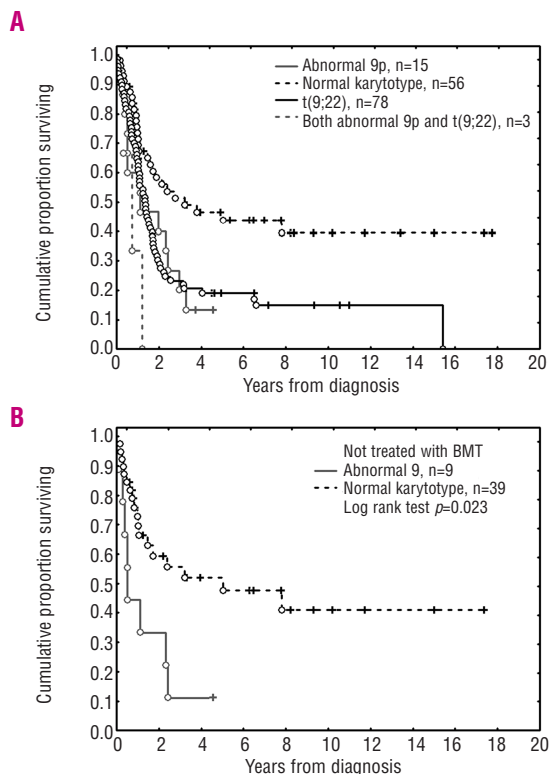 A
1.0
0.9
0.8
0.7
0.6
0.5
0.4
0.3
0.2
0.1
0.0
Cumulative proportion surviving
Abnormal 9p, n=15
Normal karytotype, n=56
t(9;22), n=78
Both abnormal 9p and t(9;22), n=3
0 2 4 6 8 10 12 14 16 18 20
Years from diagnosis
B
1.0
0.9
0.8
0.7
0.6
0.5
0.4
0.3
0.2
0.1
0.0
Cumulative proportion surviving
Not treated with BMT
Abnormal 9, n=9
Normal karytotype, n=39
Log rank test p=0.023
0 2 4 6 8 10 12 14 16 18 20
Years from diagnosis